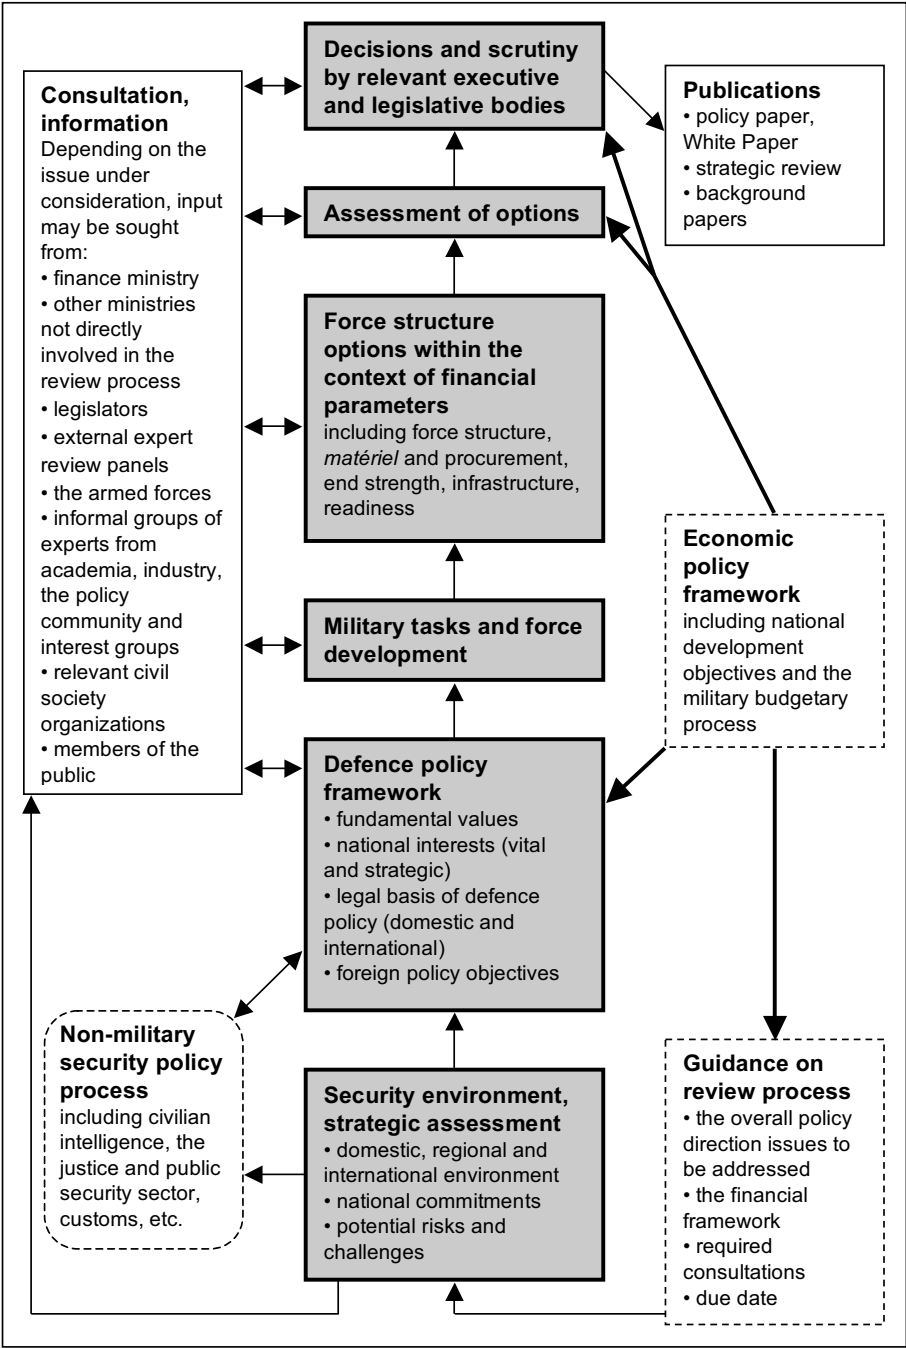 Decisions and scrutiny
by relevant executive
and legislative bodies
Consultation,
information
Depending on the
issue under
consideration, input
may be sought
from:
• finance ministry
• other ministries
not directly
involved in the
review process
• legislators
• external expert
review panels
• the armed forces
• informal groups of
experts from
academia, industry,
the policy
community and
interest groups
• relevant civil
society
organizations
• members of the
public
Publications
• policy paper,
White Paper
• strategic review
• background
papers
Assessment of options
Force structure
options within the
context of financial
parameters
including force structure,
matériel and procurement,
end strength, infrastructure,
readiness
Economic
policy
framework
including national
development
objectives and the
military budgetary
process
Military tasks and force
development
Defence policy
framework
• fundamental values
• national interests (vital
and strategic)
• legal basis of defence
policy (domestic and
international)
• foreign policy objectives
Non-military
security policy
process
including civilian
intelligence, the
justice and public
security sector,
customs, etc.
Security environment,
strategic assessment
• domestic, regional and
international environment
• national commitments
• potential risks and
challenges
Guidance on
review process
• the overall policy
direction issues to
be addressed
• the financial
framework
• required
consultations
• due date